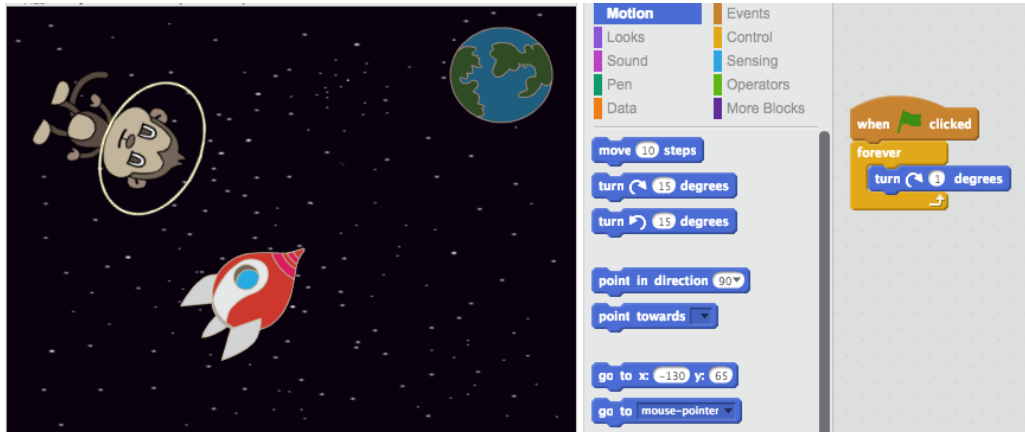 Motion
Events
Looks
Control
Sound
Sensing
Pen
Operators
Data
More Blocks
move 10 steps
turn 15 degrees
turn 15 degrees
point in direction 90
point towards
go to x: -130 y: 65
go to mouse-pointer
when clicked
forever
turn 1 degrees